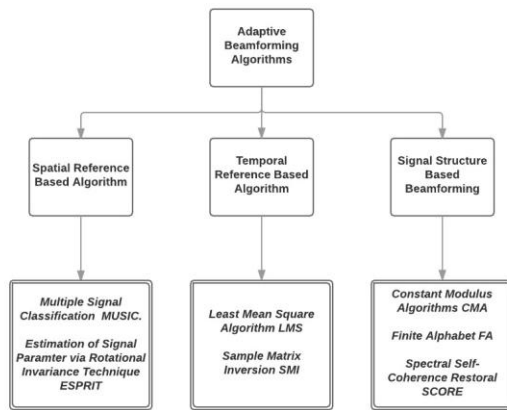 Adaptive
Beamforming
Algorithms
Spatial Reference
Based Algorithm
Temporal
Reference Based
Algorithm
Signal Structure
Based
Beamforming
Multiple Signal
Classification MUSIC.
Estimation of Signal
Paramter via Rotational
Invariance Technique
ESPRIT
Least Mean Square
Algorithm LMS
Sample Matrix
Inversion SMI
Constant Modulus
Algorithms CMA
Finite Alphabet FA
Spectral Self-
Coherence Restoral
SCORE